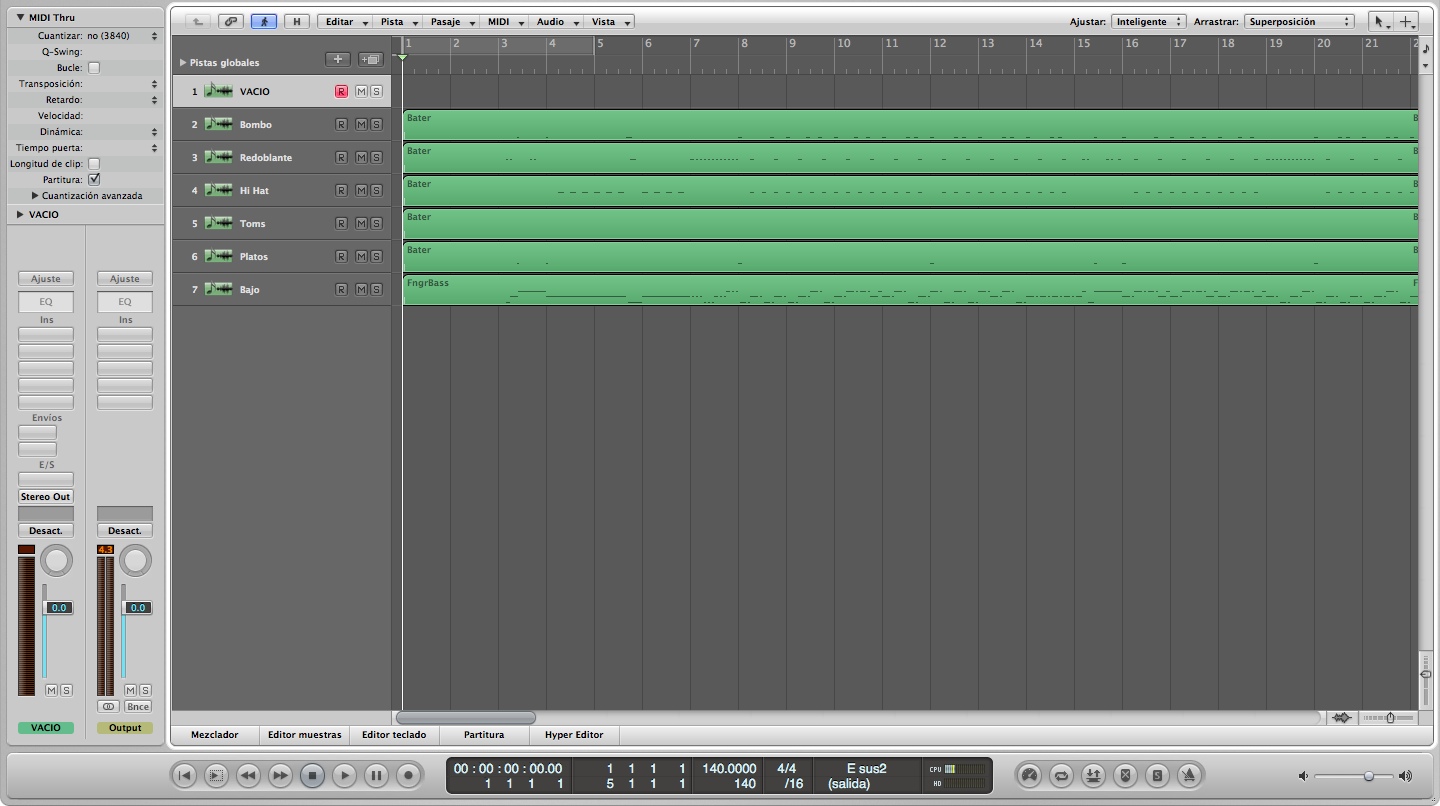 MIDI Thru
Cuantizar: no (3840)
Q-Swing:
Bucle:
Transposición:
Retardo:
Velocidad:
Dinámica:
Tiempo puerta:
Longitud de clip:
Partitura:
Cuantización avanzada
VACIO
Ajuste Ajuste
EQ EQ
Ins Ins
Envíos
E/S
Stereo Out
Desact. Desact.
4.3
0.0 0.0
M S M S
Bnce
VACIO Output
H Editar Pista Pasaje MIDI Audio Vista Ajustar: Inteligente Arrastrar: Superposición
Pistas globales
1 2 3 4 5 6 7 8 9 10 11 12 13 14 15 16 17 18 19 20 21 2
1 VACIO R M S
2 Bombo R M S Bater B
3 Redoblante R M S Bater B
4 Hi Hat R M S Bater B
5 Toms R M S Bater B
6 Platos R M S Bater B
7 Bajo R M S FngrBass F
Mezclador Editor muestras Editor teclado Partitura Hyper Editor
00 : 00 : 00 : 00.00 1 1 1 1 140.0000 4/4 E sus2 CPU
1 1 1 1 5 1 1 1 140 /16 (salida) HD
S